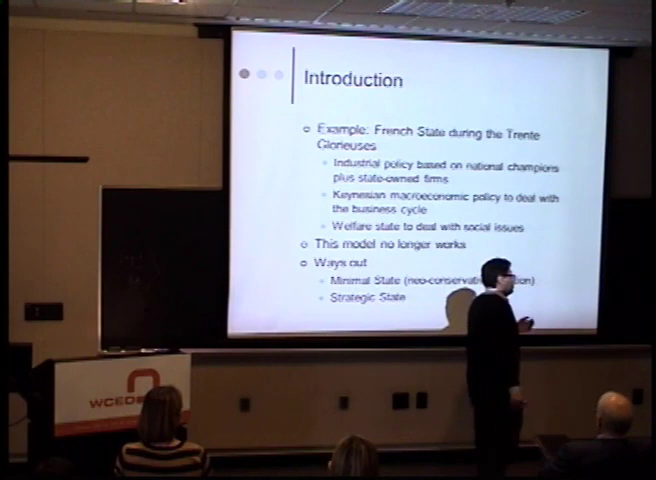 Introduction
Example: French State during the Trente
Glorieuses
Industrial policy based on national champions
plus state-owned firms
Keynesian macroeconomic policy to deal with
the business cycle
Welfare state to deal with social issues
This model no longer works
Ways out
Minimal State (neo-conservati
ion)
Strategic State
WCED